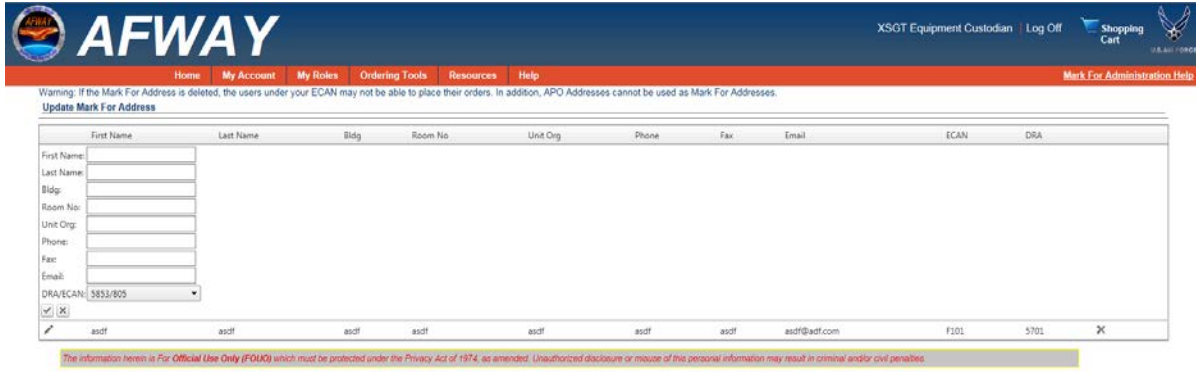 AFWAY
AFWAY
XSGT Equipment Custodian | Log Off
Shopping
Cart
U.S. AIR FORCE
Home My Account My Roles Ordering Tools Resources Help Mark For Administration Help
Warning: If the Mark For Address is deleted, the users under your ECAN may not be able to place their orders. In addition, APO Addresses cannot be used as Mark For Addresses.
Update Mark For Address
First Name Last Name Bldg Room No Unit Org Phone Fax Email ECAN DRA
First Name:
Last Name:
Bldg:
Room No:
Unit Org:
Phone:
Fax:
Email:
DRA/ECAN: 5853/805
asdf asdf asdf asdf asdf asdf asdf asdf@adf.com F101 5701
The information herein is For Official Use Only (FOUO) which must be protected under the Privacy Act of 1974, as amended. Unauthorized disclosure or misuse of this personal information may result in criminal and/or civil penalties.